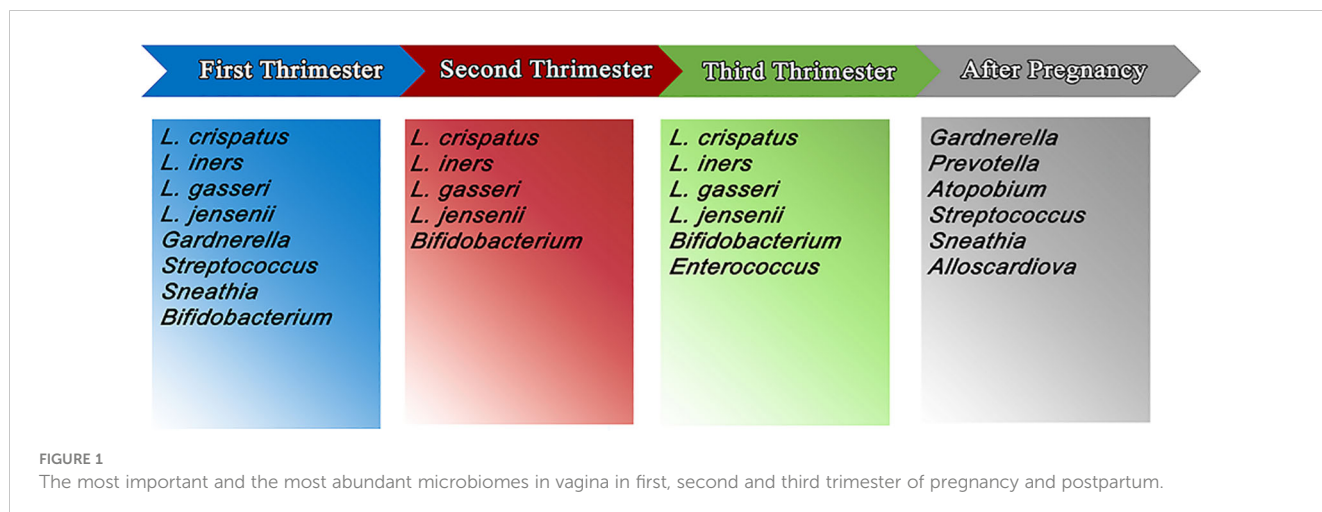 First Thrimester
Second Thrimester
Third Thrimester
After Pregnancy
L. crispatus
L. iners
L. gasseri
L. jensenii
Gardnerella
Streptococcus
Sneathia
Bifidobacterium
L. crispatus
L. iners
L. gasseri
L. jensenii
Bifidobacterium
L. crispatus
L. iners
L. gasseri
L. jensenii
Bifidobacterium
Enterococcus
Gardnerella
Prevotella
Atopobium
Streptococcus
Sneathia
Alloscardiova
FIGURE 1
The most important and the most abundant microbiomes in vagina in first, second and third trimester of pregnancy and postpartum.